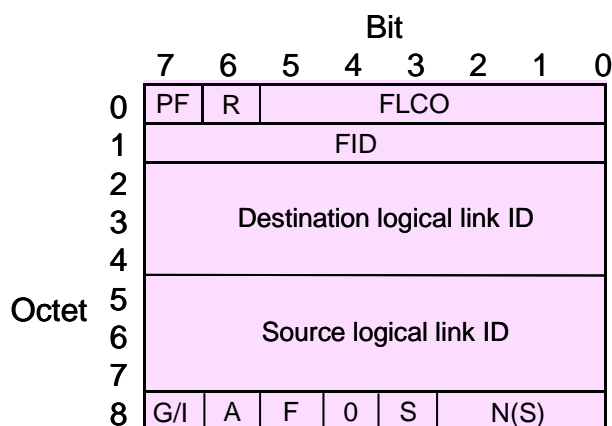 Bit
7 6 5 4 3 2 1 0
0 PF R FLCO
1 FID
2
3 Destination logical link ID
4
Octet 5
6 Source logical link ID
7
8 G/I A F 0 S N(S)